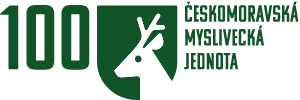 100
ČESKOMORAVSKÁ
MYSLIVECKÁ
JEDNOTA